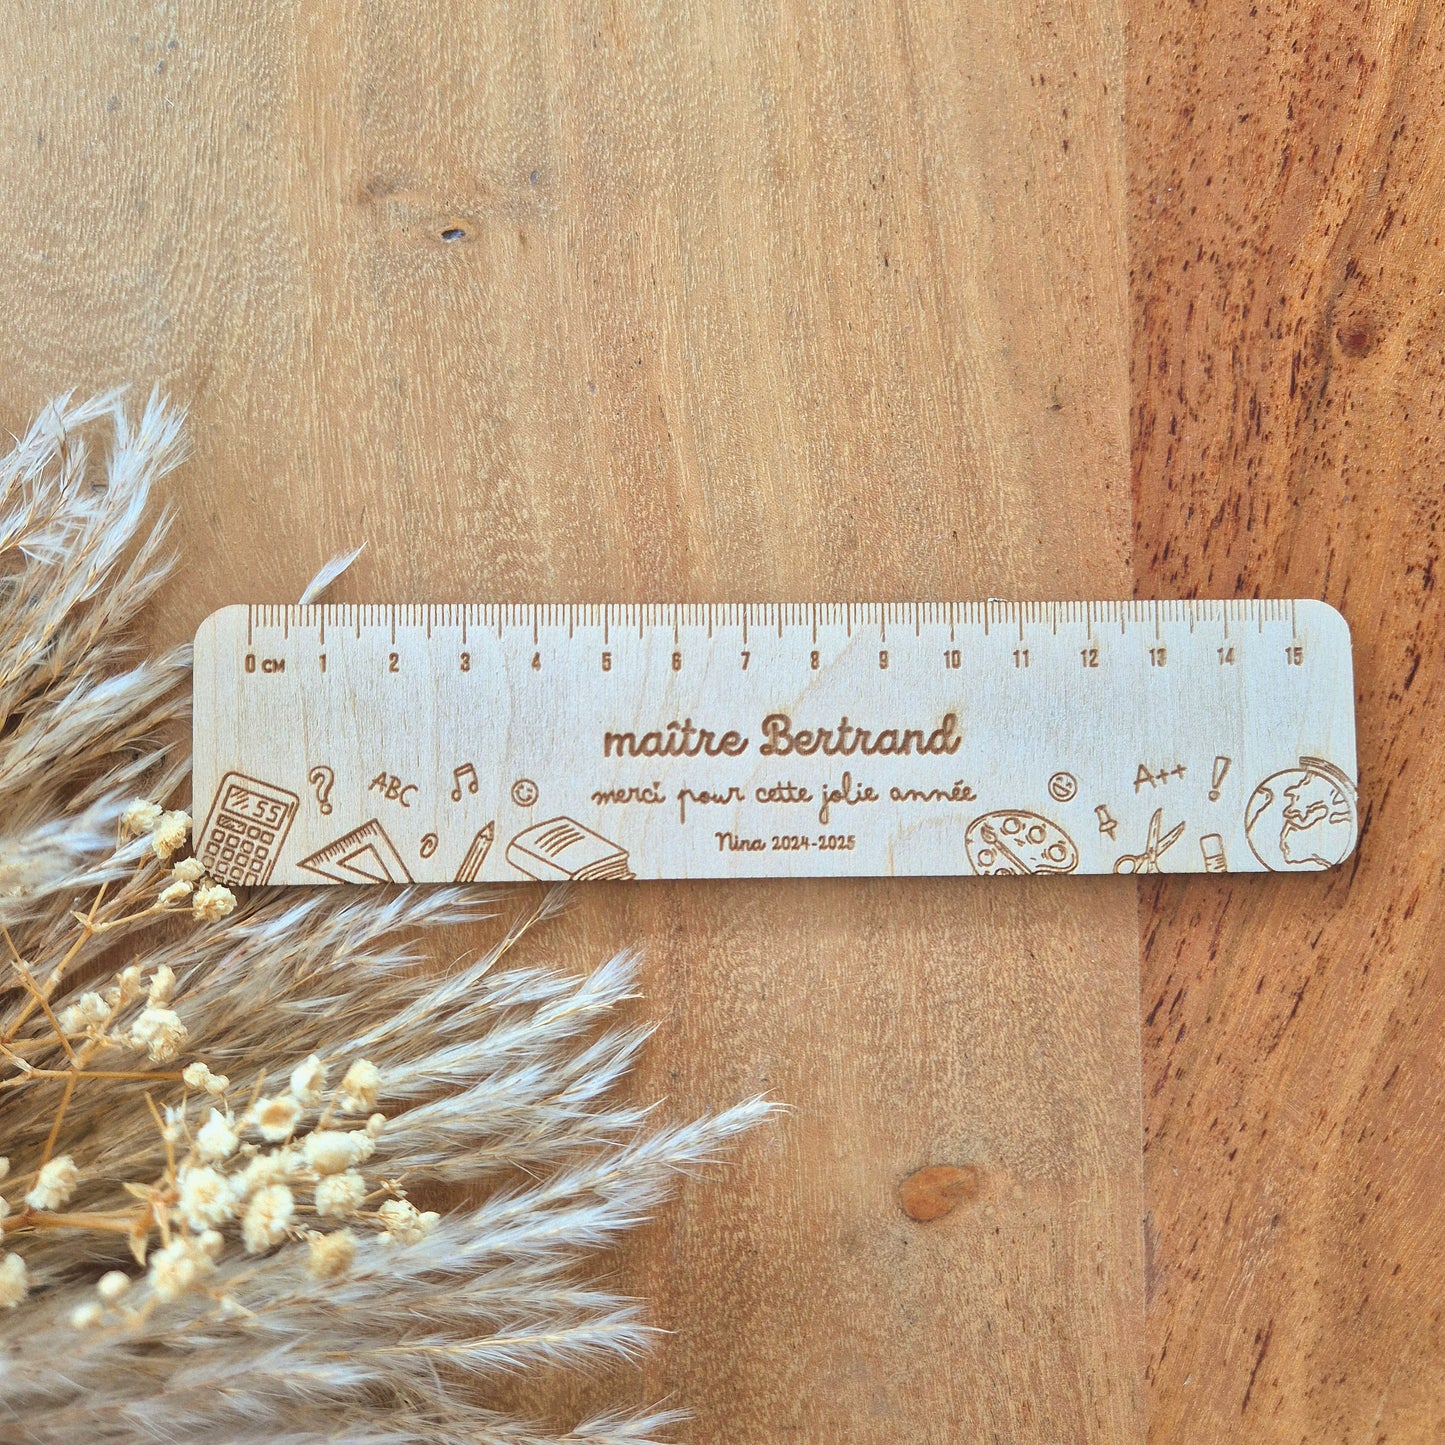 0 CM 1 2 3 4 5 6 7 8 9 10 11 12 13 14 15
maître Bertrand
merci pour cette jolie année
Nina 2024-2025
55
?
ABC
A++
!